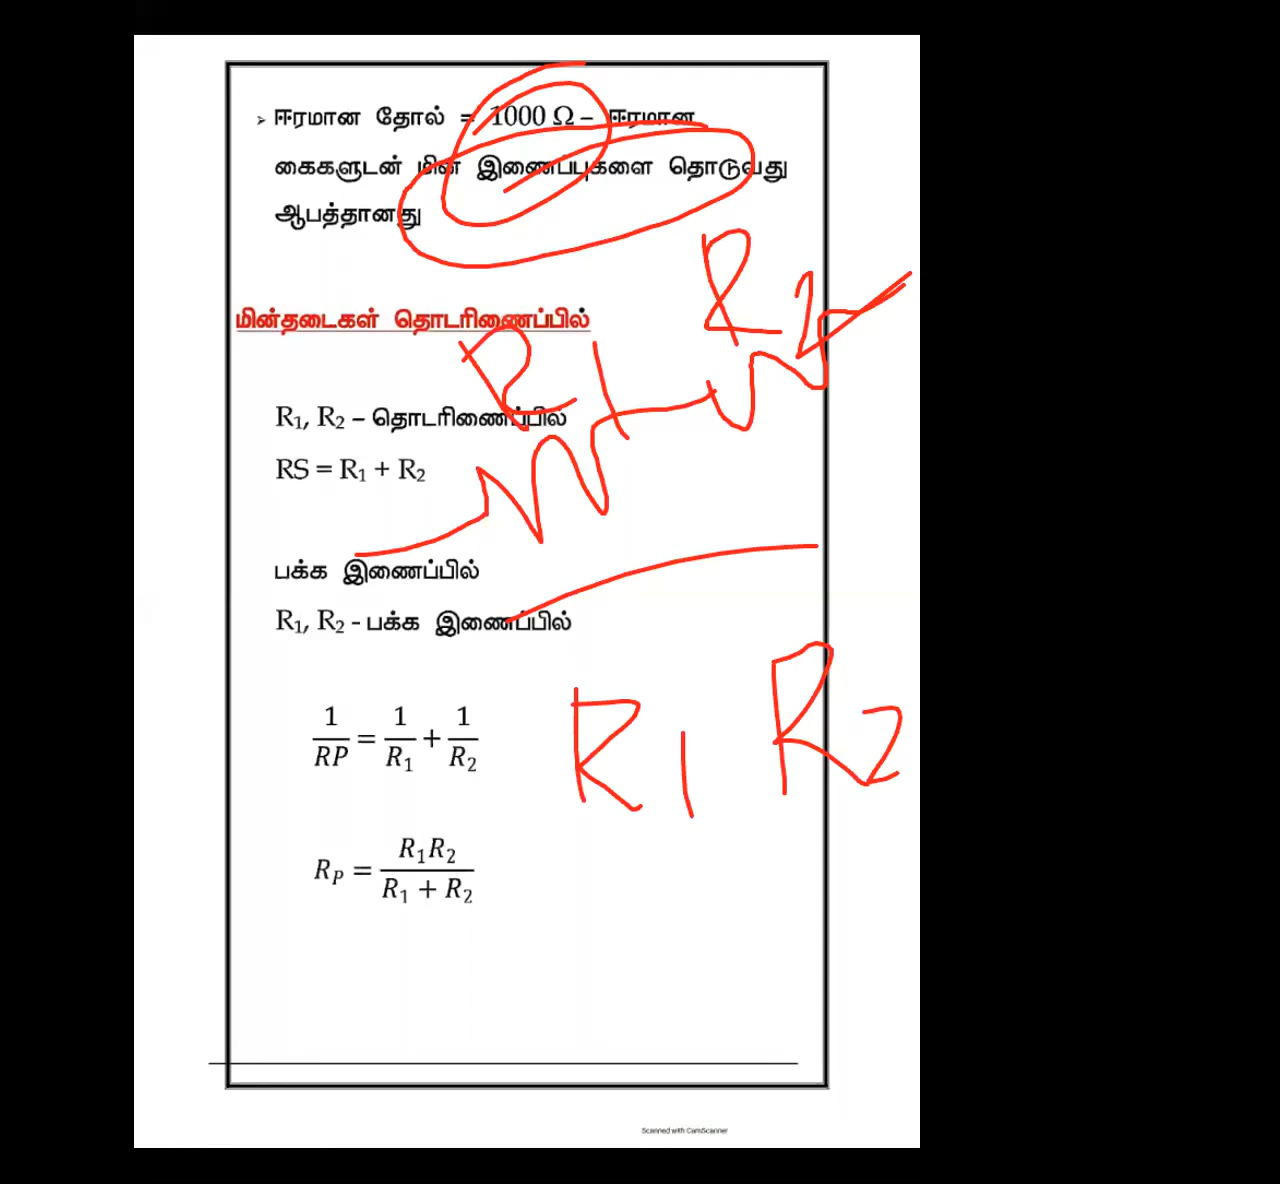 ➢ ஈரமான தோல் = 1000 Ω – ஈரமான
கைகளுடன் மின் இணைப்புகளை தொடுவது
ஆபத்தானது
R2
மின்தடைகள் தொடரிணைப்பில்
R1
R₁, R₂ – தொடரிணைப்பில்
RS = R₁ + R₂
பக்க இணைப்பில்
R₁, R₂ - பக்க இணைப்பில்
R1 R2
1/RP = 1/R₁ + 1/R₂
R_P = R₁R₂/(R₁ + R₂)
Scanned with CamScanner